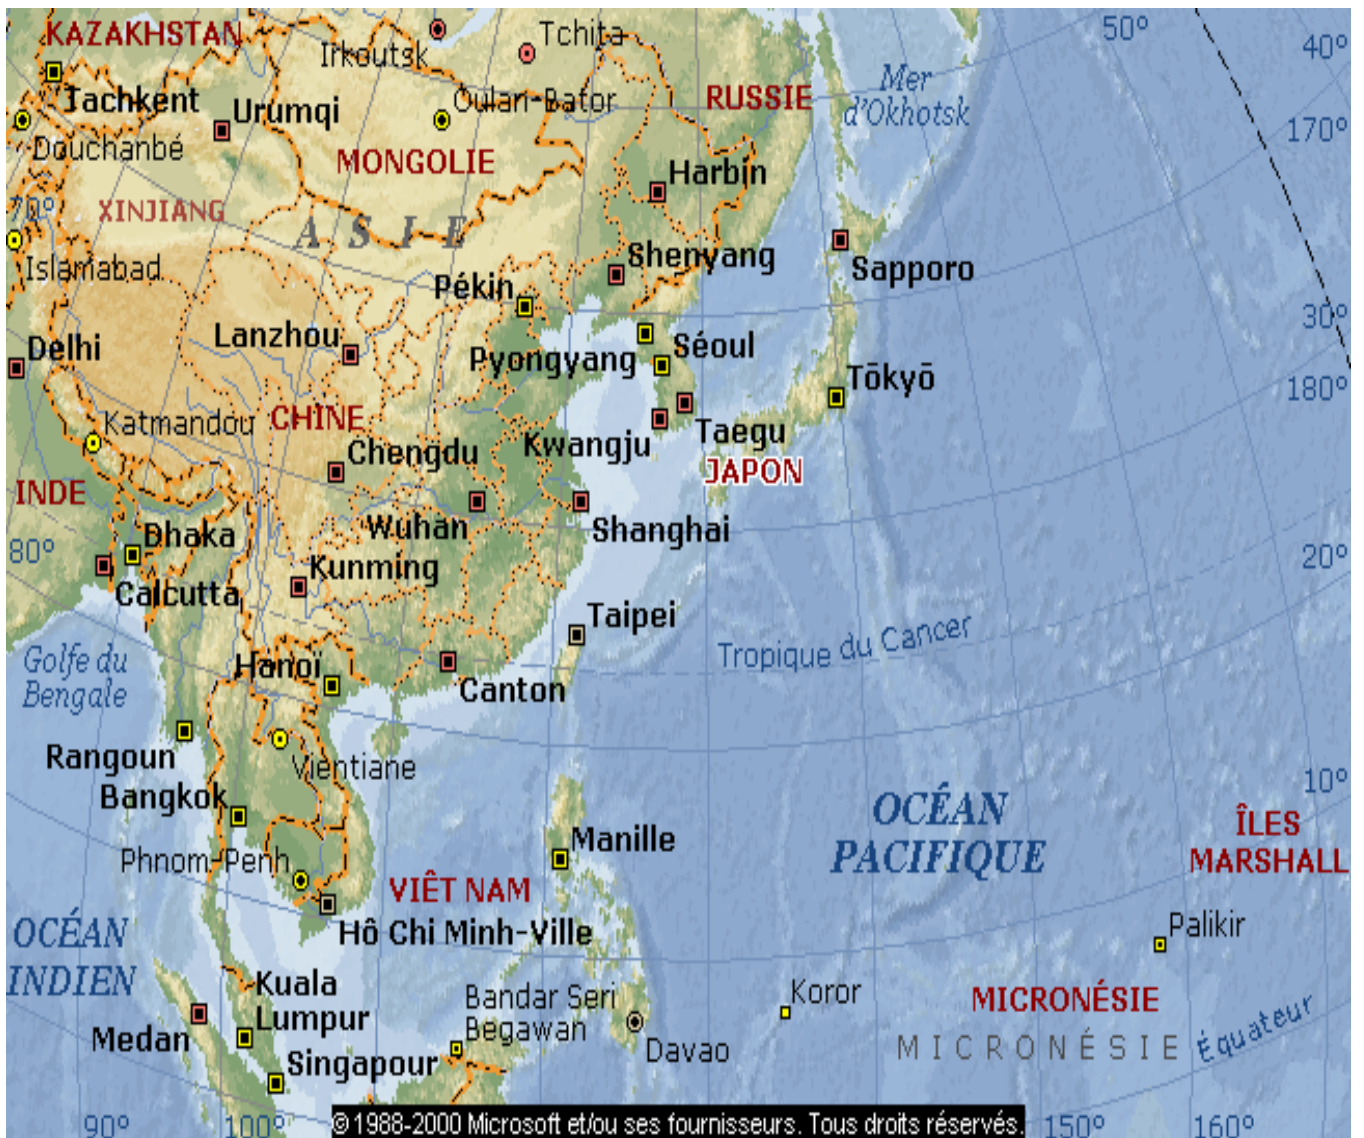 KAZAKHSTAN
Irkoutsk
Tchita
50°
40°
RUSSIE
Mer
d'Okhotsk
Tachkent
Urumqi
Oulan-Bator
170°
Douchanbé
MONGOLIE
Harbin
70°
XINJIANG
ASIE
Islamabad
Shenyang
Sapporo
Pékin
30°
Delhi
Lanzhou
Pyongyang
Séoul
Tōkyō
180°
Katmandou
CHINE
Chengdu
Kwangju
Taegu
JAPON
INDE
Wuhan
Shanghai
80°
Dhaka
20°
Calcutta
Kunming
Taipei
Tropique du Cancer
Golfe du
Bengale
Hanoï
Canton
Rangoun
Vientiane
10°
Bangkok
OCÉAN
PACIFIQUE
ÎLES
MARSHALL
Manille
Phnom-Penh
VIÊT NAM
Hô Chi Minh-Ville
Palikir
OCÉAN
INDIEN
Kuala
Lumpur
Bandar Seri
Begawan
Koror
MICRONÉSIE
Medan
Davao
MICRONÉSIE
Équateur
Singapour
90°
100°
© 1988-2000 Microsoft et/ou ses fournisseurs. Tous droits réservés.
150°
160°